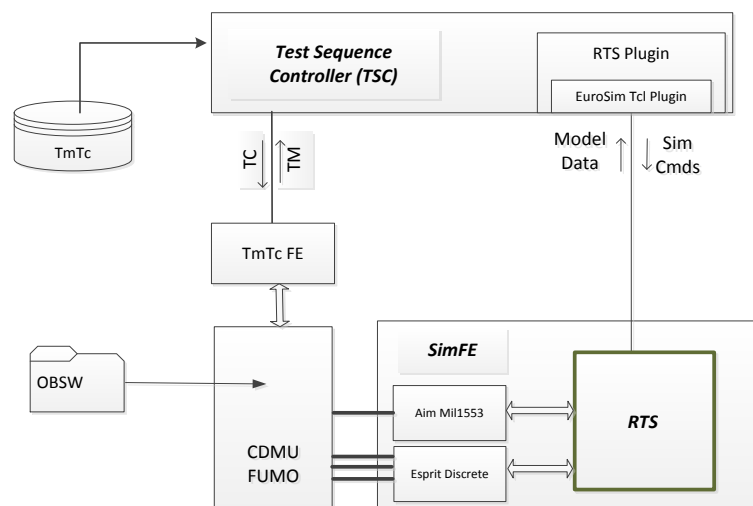 Test Sequence
Controller (TSC)
RTS Plugin
EuroSim Tcl Plugin
TmTc
TC
TM
Model
Data
Sim
Cmds
TmTc FE
SimFE
OBSW
Aim Mil1553
RTS
CDMU
FUMO
Esprit Discrete